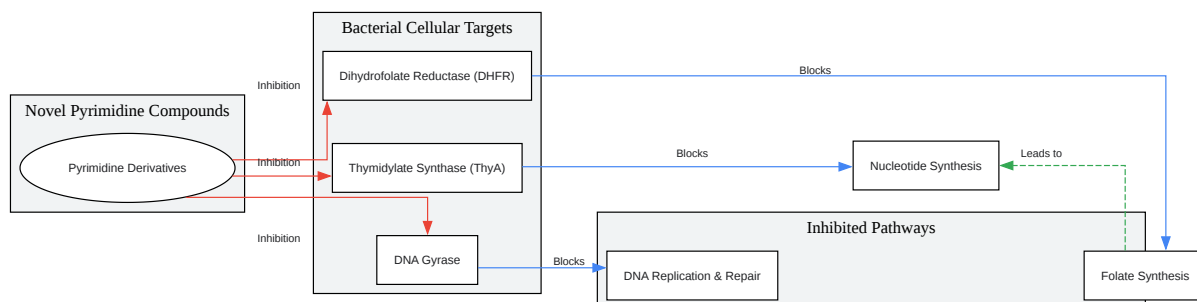 Bacterial Cellular Targets
Dihydrofolate Reductase (DHFR)
Blocks
Inhibition
Novel Pyrimidine Compounds
Pyrimidine Derivatives
Inhibition
Thymidylate Synthase (ThyA)
Blocks
Nucleotide Synthesis
Leads to
Inhibited Pathways
Inhibition
DNA Gyrase
Blocks
DNA Replication & Repair
Folate Synthesis